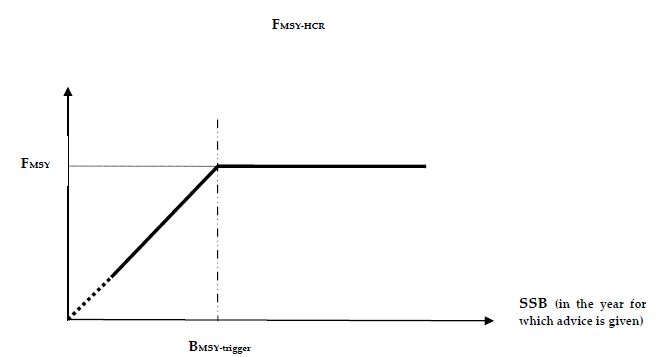 FMSY-HCR
FMSY
SSB (in the year for
which advice is given)
BMSY-trigger